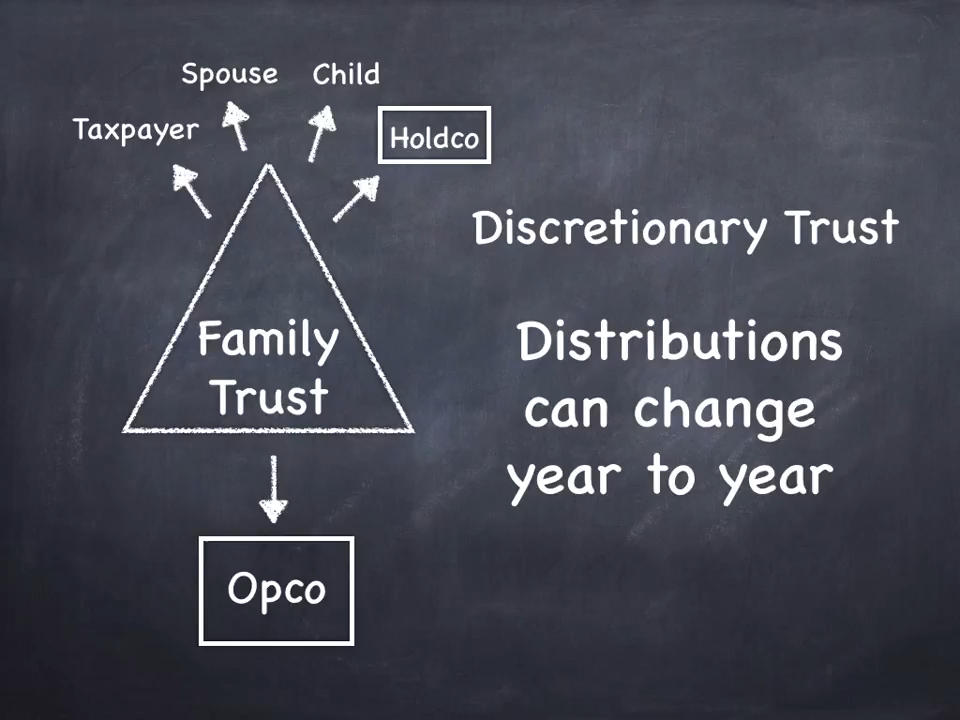 Spouse
Child
Taxpayer
Holdco
Discretionary Trust
Family
Trust
Distributions
can change
year to year
Opco